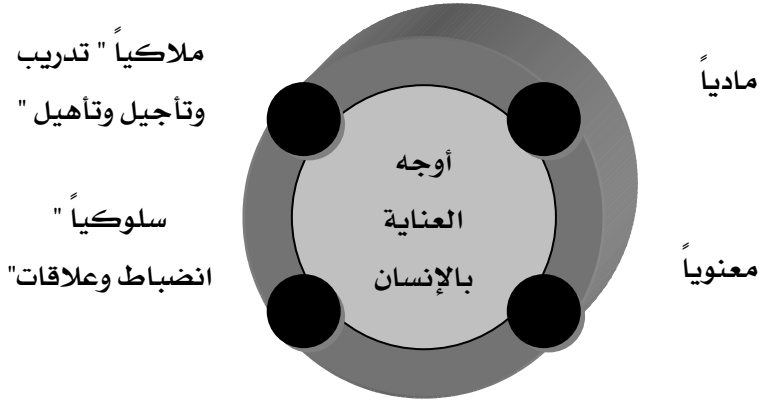 مادياً
ملاكياً " تدريب
وتأجيل وتأهيل "
أوجه
العناية
بالإنسان
معنوياً
سلوكياً "
انضباط وعلاقات"